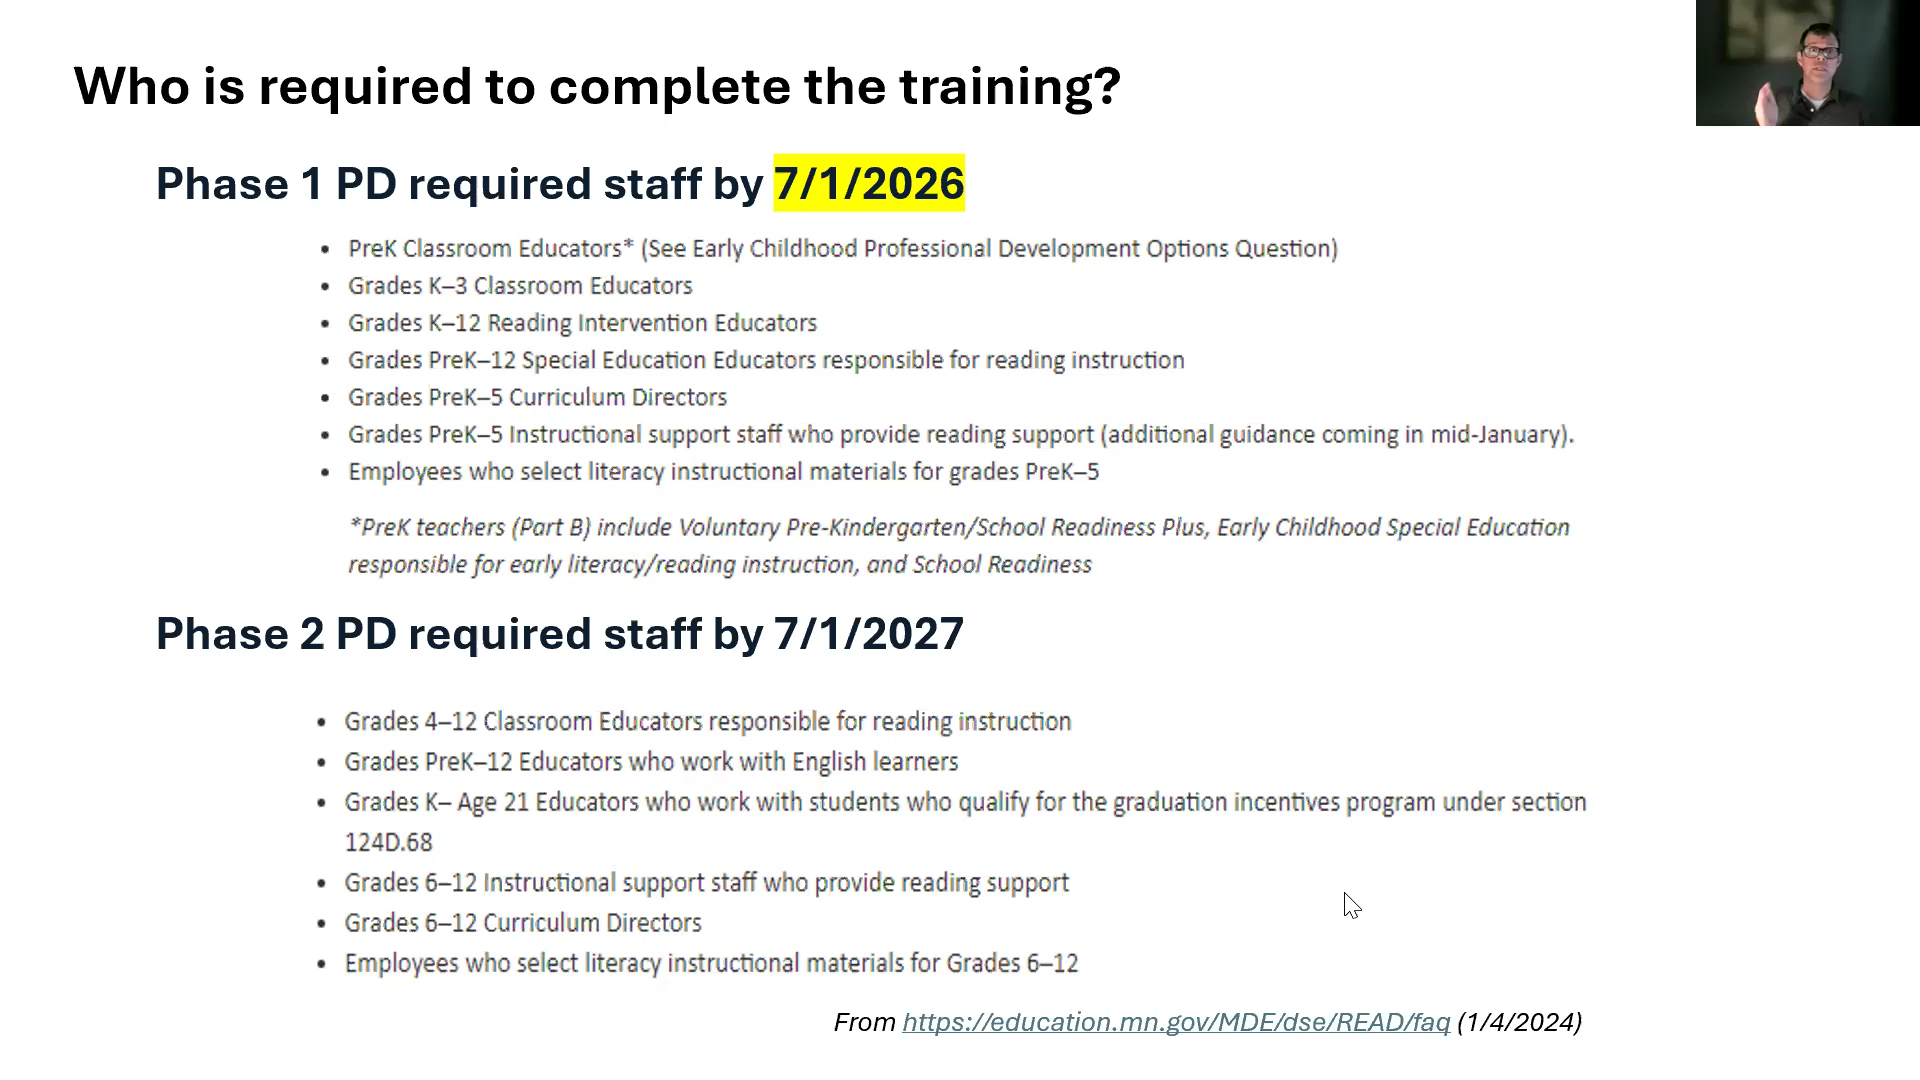 Who is required to complete the training?
Phase 1 PD required staff by 7/1/2026
• PreK Classroom Educators* (See Early Childhood Professional Development Options Question)
• Grades K–3 Classroom Educators
• Grades K–12 Reading Intervention Educators
• Grades PreK–12 Special Education Educators responsible for reading instruction
• Grades PreK–5 Curriculum Directors
• Grades PreK–5 Instructional support staff who provide reading support (additional guidance coming in mid-January).
• Employees who select literacy instructional materials for grades PreK–5
*PreK teachers (Part B) include Voluntary Pre-Kindergarten/School Readiness Plus, Early Childhood Special Education
responsible for early literacy/reading instruction, and School Readiness
Phase 2 PD required staff by 7/1/2027
• Grades 4–12 Classroom Educators responsible for reading instruction
• Grades PreK–12 Educators who work with English learners
• Grades K– Age 21 Educators who work with students who qualify for the graduation incentives program under section
124D.68
• Grades 6–12 Instructional support staff who provide reading support
• Grades 6–12 Curriculum Directors
• Employees who select literacy instructional materials for Grades 6–12
From https://education.mn.gov/MDE/dse/READ/faq (1/4/2024)